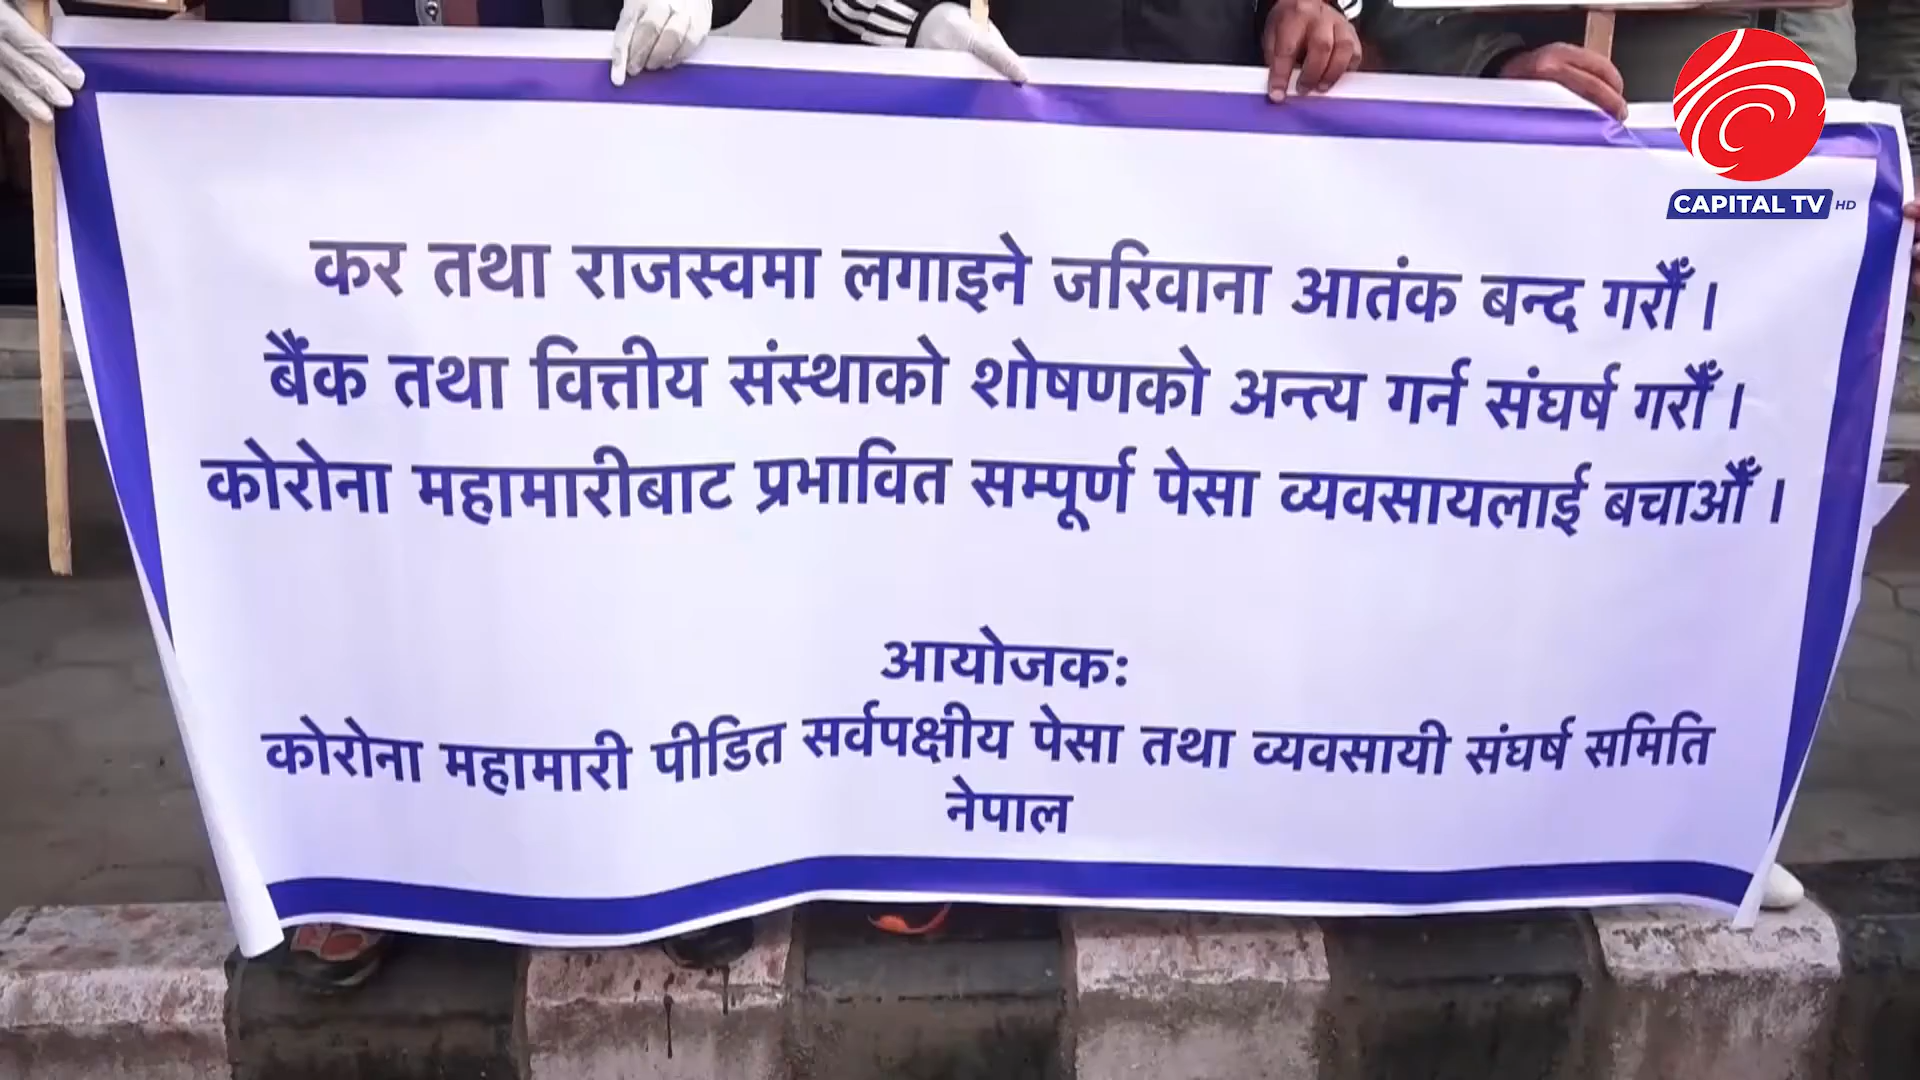 CAPITAL TV HD
कर तथा राजस्वमा लगाइने जरिवाना आतंक बन्द गरौँ ।
बैंक तथा वित्तीय संस्थाको शोषणको अन्त्य गर्न संघर्ष गरौँ ।
कोरोना महामारीबाट प्रभावित सम्पूर्ण पेसा व्यवसायलाई बचाऔँ ।
आयोजकः
कोरोना महामारी पीडित सर्वपक्षीय पेसा तथा व्यवसायी संघर्ष समिति
नेपाल